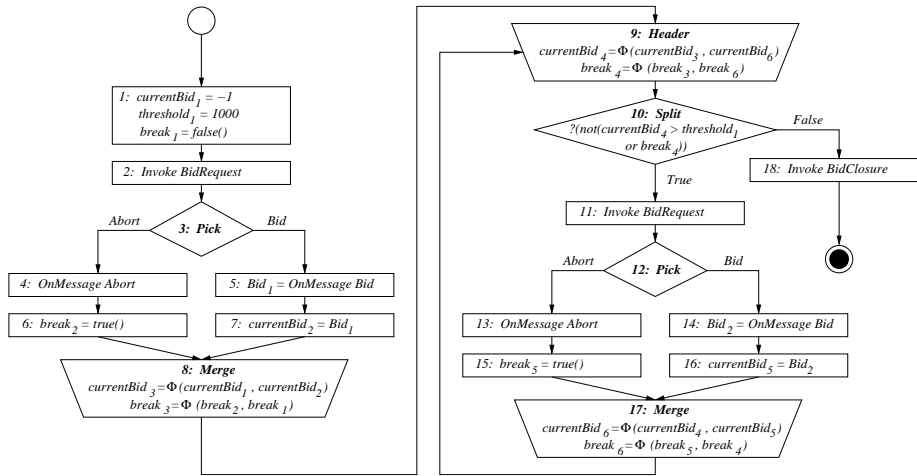 1: currentBid₁ = −1
threshold₁ = 1000
break₁ = false()
2: Invoke BidRequest
Abort
Bid
3: Pick
4: OnMessage Abort
5: Bid₁ = OnMessage Bid
6: break₂ = true()
7: currentBid₂ = Bid₁
8: Merge
currentBid₃ = Φ(currentBid₁ , currentBid₂)
break₃ = Φ (break₂ , break₁)
9: Header
currentBid₄ = Φ(currentBid₃ , currentBid₆)
break₄ = Φ (break₃ , break₆)
10: Split
?(not(currentBid₄ > threshold₁
or break₄))
False
True
18: Invoke BidClosure
11: Invoke BidRequest
Abort
Bid
12: Pick
13: OnMessage Abort
14: Bid₂ = OnMessage Bid
15: break₅ = true()
16: currentBid₅ = Bid₂
17: Merge
currentBid₆ = Φ(currentBid₄ , currentBid₅)
break₆ = Φ (break₅ , break₄)